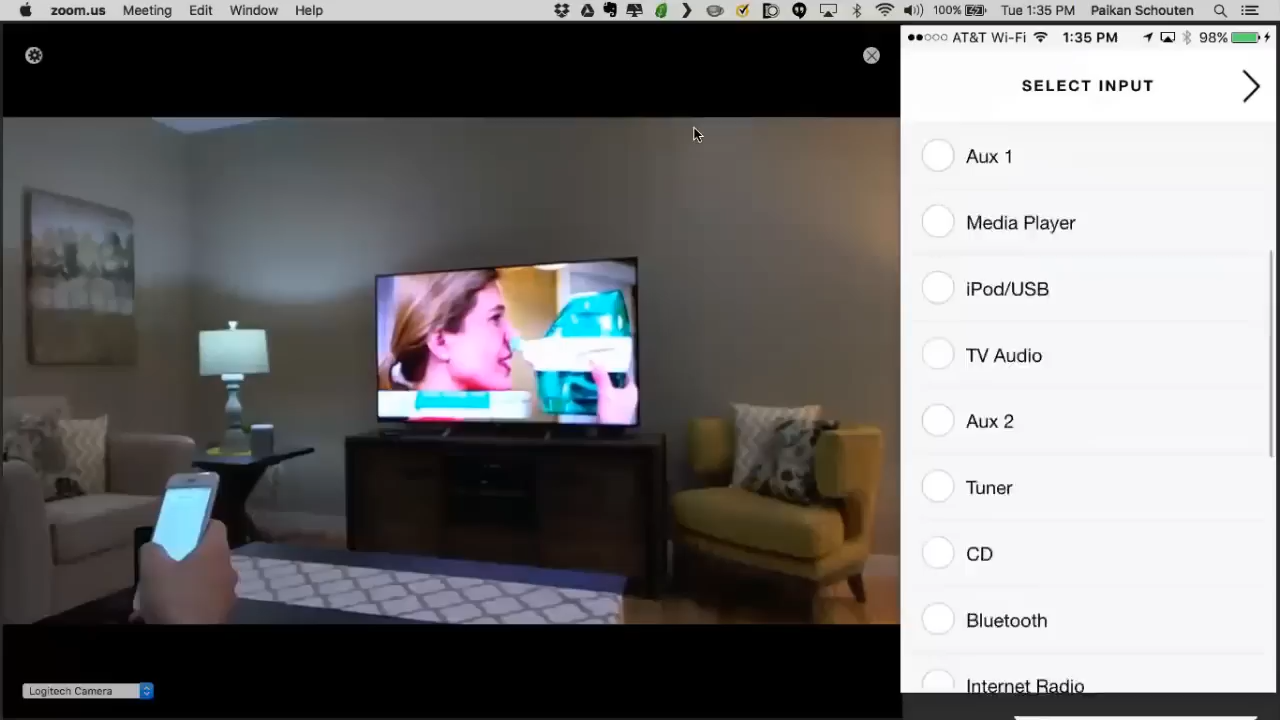 zoom.us Meeting Edit Window Help 100% Tue 1:35 PM Paikan Schouten
AT&T Wi-Fi 1:35 PM 98%
SELECT INPUT
Aux 1
Media Player
iPod/USB
TV Audio
Aux 2
Tuner
CD
Bluetooth
Internet Radio
Logitech Camera